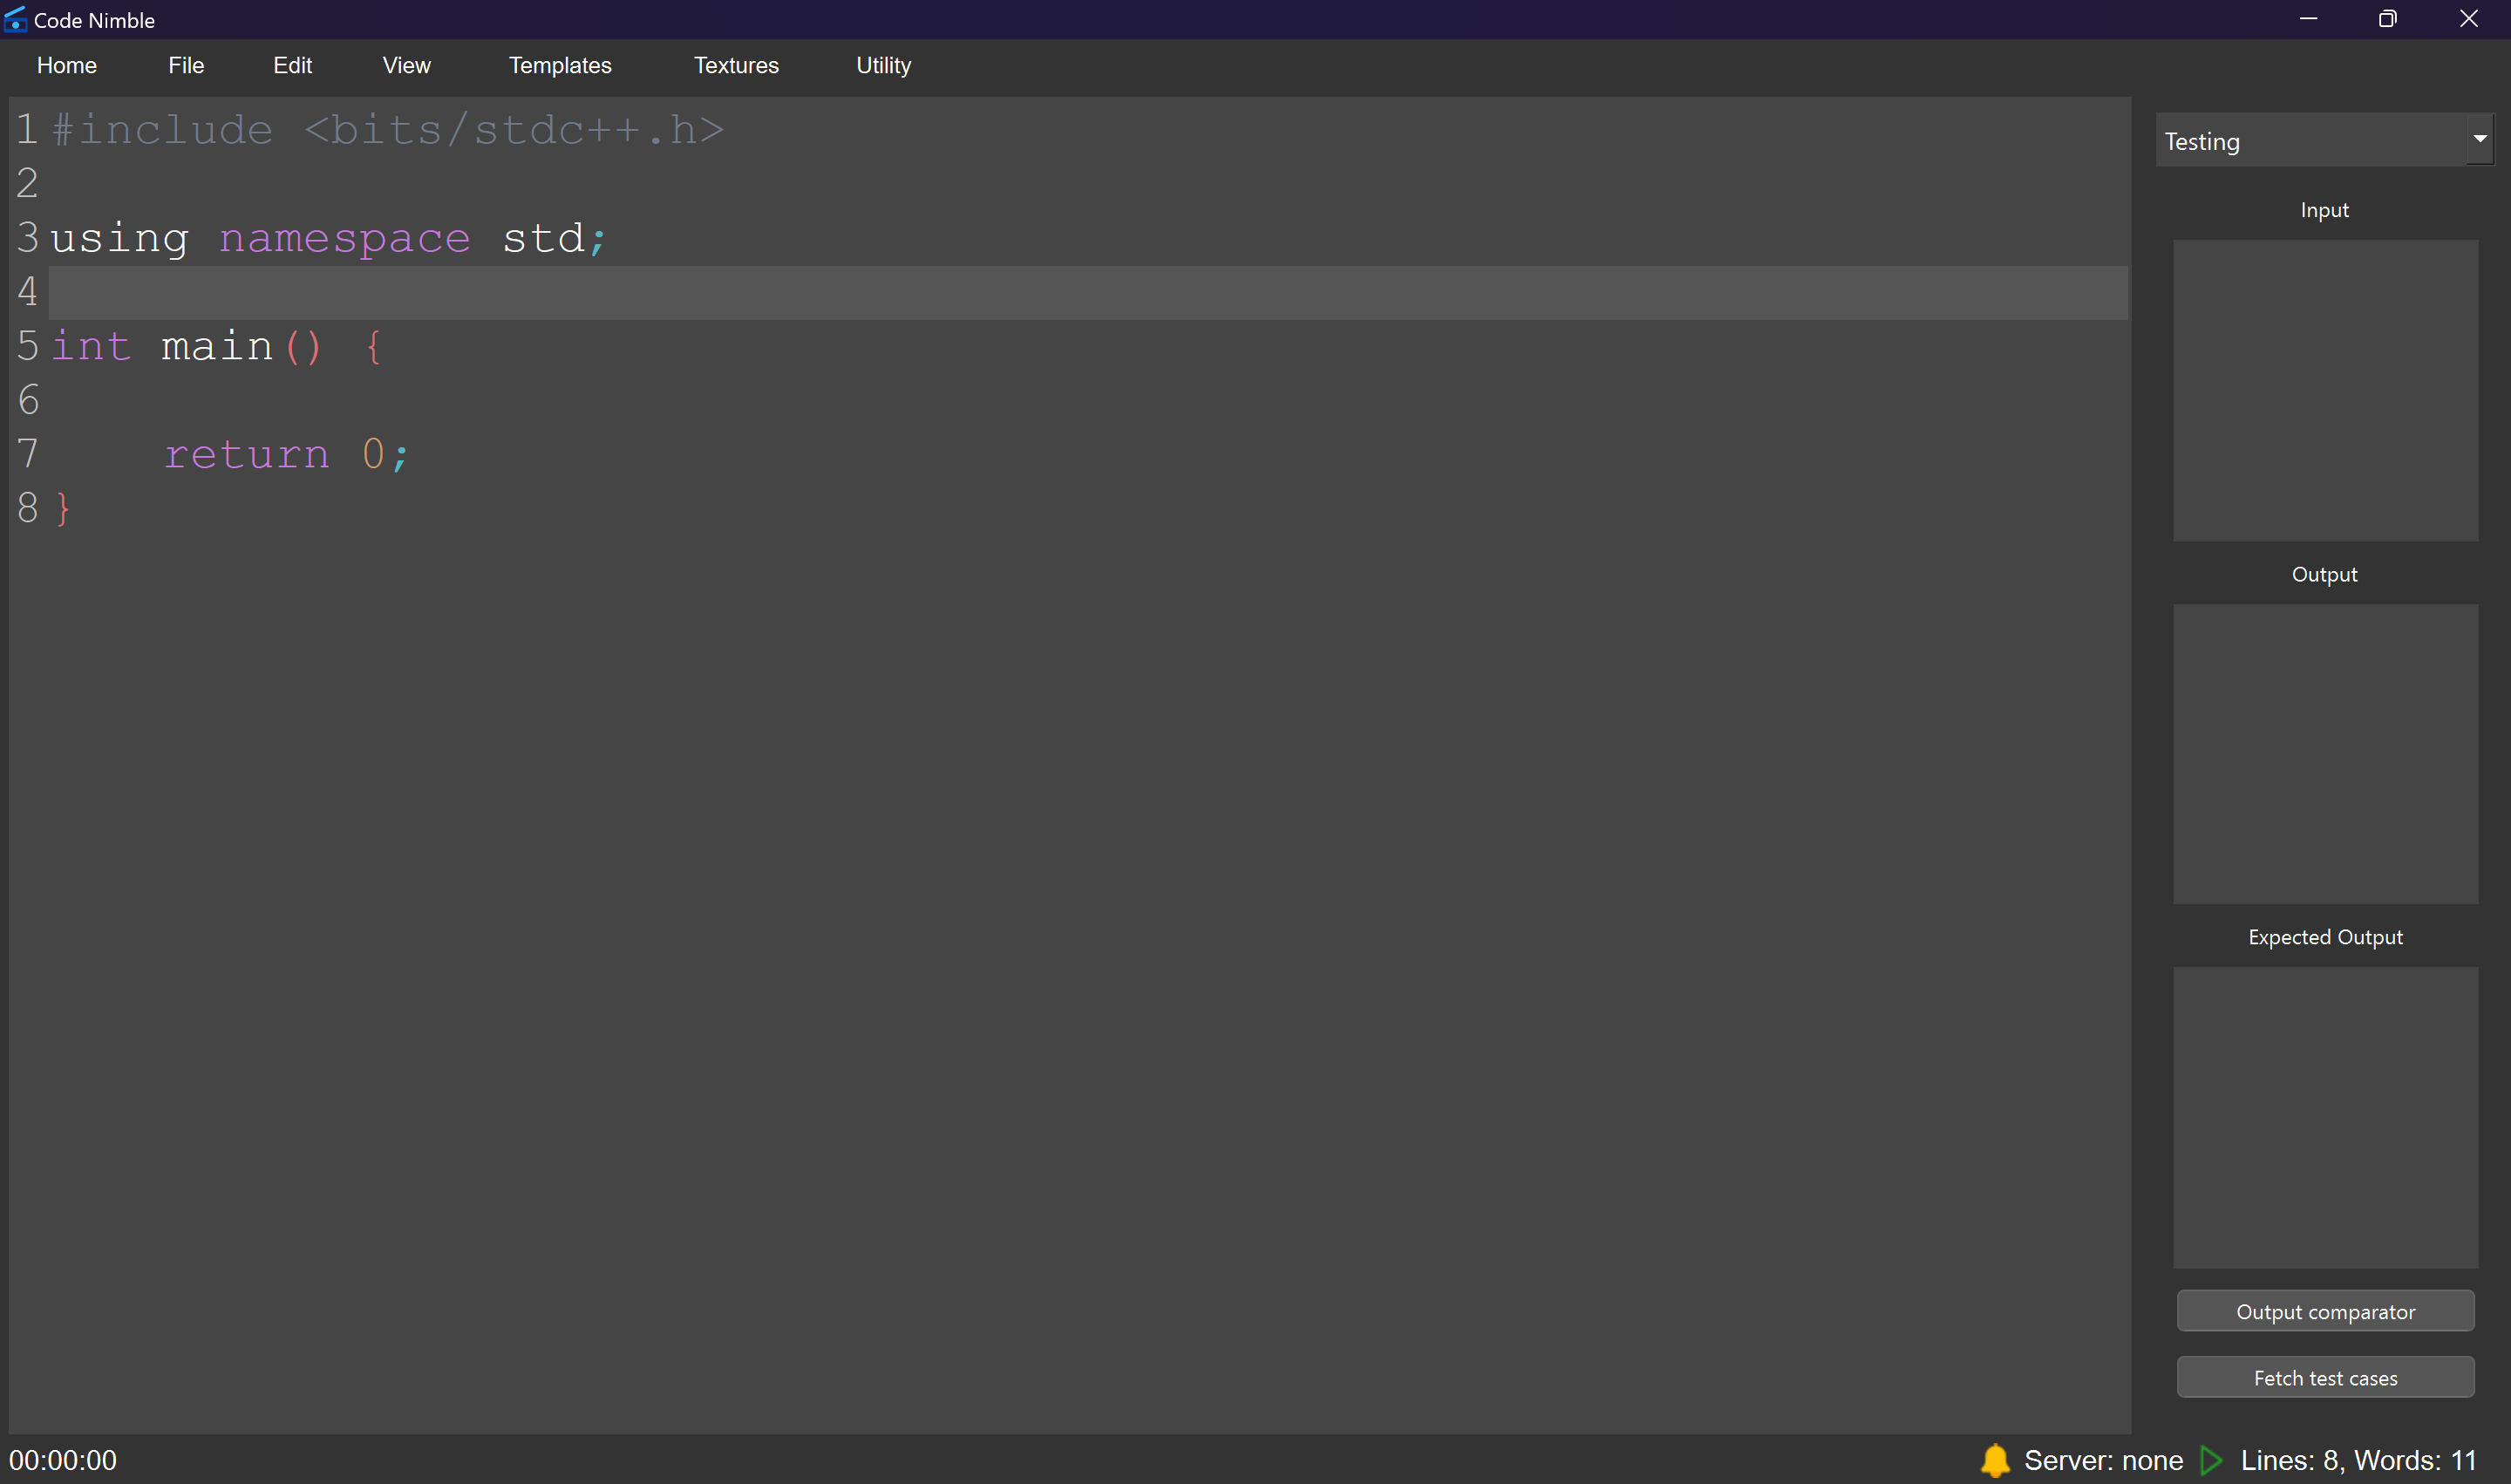 Code Nimble
Home File Edit View Templates Textures Utility
1 #include <bits/stdc++.h>
2
3 using namespace std;
4
5 int main() {
6
7     return 0;
8 }
Testing
Input
Output
Expected Output
Output comparator
Fetch test cases
00:00:00
Server: none
Lines: 8, Words: 11